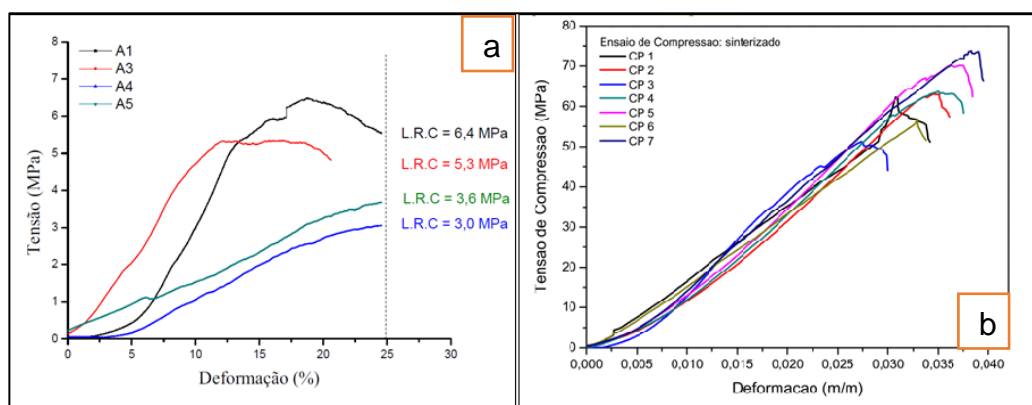 a
A1
A3
A4
A5
L.R.C = 6,4 MPa
L.R.C = 5,3 MPa
L.R.C = 3,6 MPa
L.R.C = 3,0 MPa
Tensão (MPa)
8
7
6
5
4
3
2
1
0
0 5 10 15 20 25 30
Deformação (%)
b
Ensaio de Compressao: sinterizado
CP 1
CP 2
CP 3
CP 4
CP 5
CP 6
CP 7
Tensao de Compressao (MPa)
80
70
60
50
40
30
20
10
0
0,000 0,005 0,010 0,015 0,020 0,025 0,030 0,035 0,040
Deformacao (m/m)